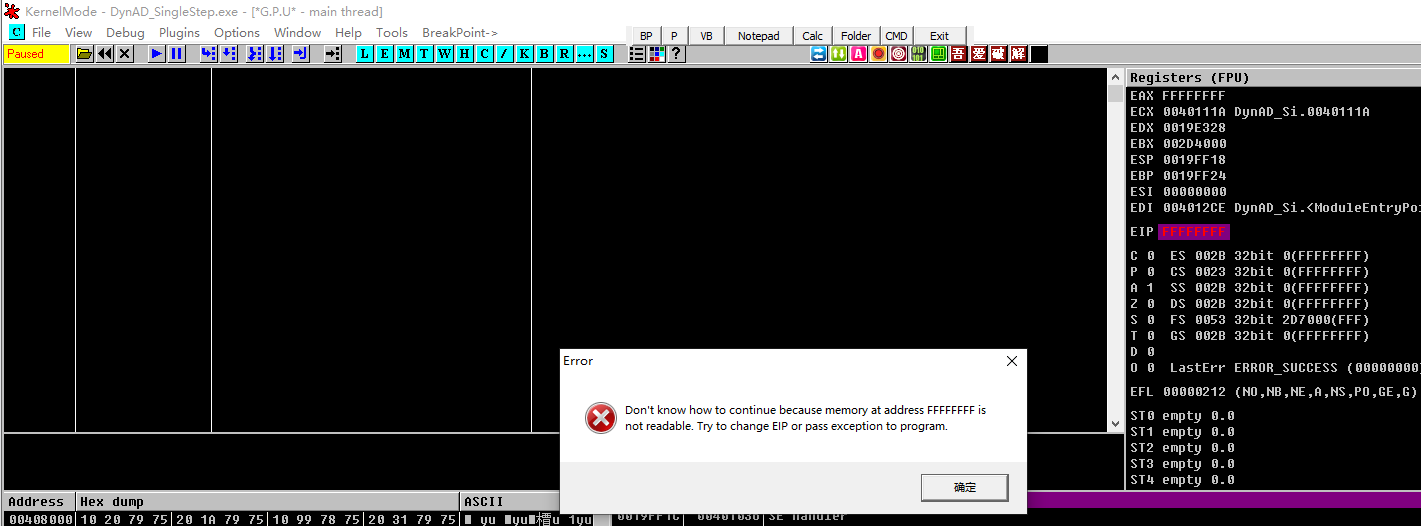 KernelMode - DynAD_SingleStep.exe - [*G.P.U* - main thread]
C File View Debug Plugins Options Window Help Tools BreakPoint->
BP P VB Notepad Calc Folder CMD Exit
Paused
L E M T W H C / K B R ... S
?
A 吾 爱 破 解
Registers (FPU)
EAX FFFFFFFF
ECX 0040111A DynAD_Si.0040111A
EDX 0019E328
EBX 002D4000
ESP 0019FF18
EBP 0019FF24
ESI 00000000
EDI 004012CE DynAD_Si.<ModuleEntryPoi
EIP FFFFFFFF
C 0 ES 002B 32bit 0(FFFFFFFF)
P 0 CS 0023 32bit 0(FFFFFFFF)
A 1 SS 002B 32bit 0(FFFFFFFF)
Z 0 DS 002B 32bit 0(FFFFFFFF)
S 0 FS 0053 32bit 2D7000(FFF)
T 0 GS 002B 32bit 0(FFFFFFFF)
D 0
O 0 LastErr ERROR_SUCCESS (00000000)
EFL 00000212 (NO,NB,NE,A,NS,PO,GE,G)
ST0 empty 0.0
ST1 empty 0.0
ST2 empty 0.0
ST3 empty 0.0
ST4 empty 0.0
Error
Don't know how to continue because memory at address FFFFFFFF is
not readable. Try to change EIP or pass exception to program.
确定
Address Hex dump ASCII
00408000 10 20 79 75 20 1A 79 75 10 99 78 75 20 31 79 75
0019FF1C 00401036 SE handler